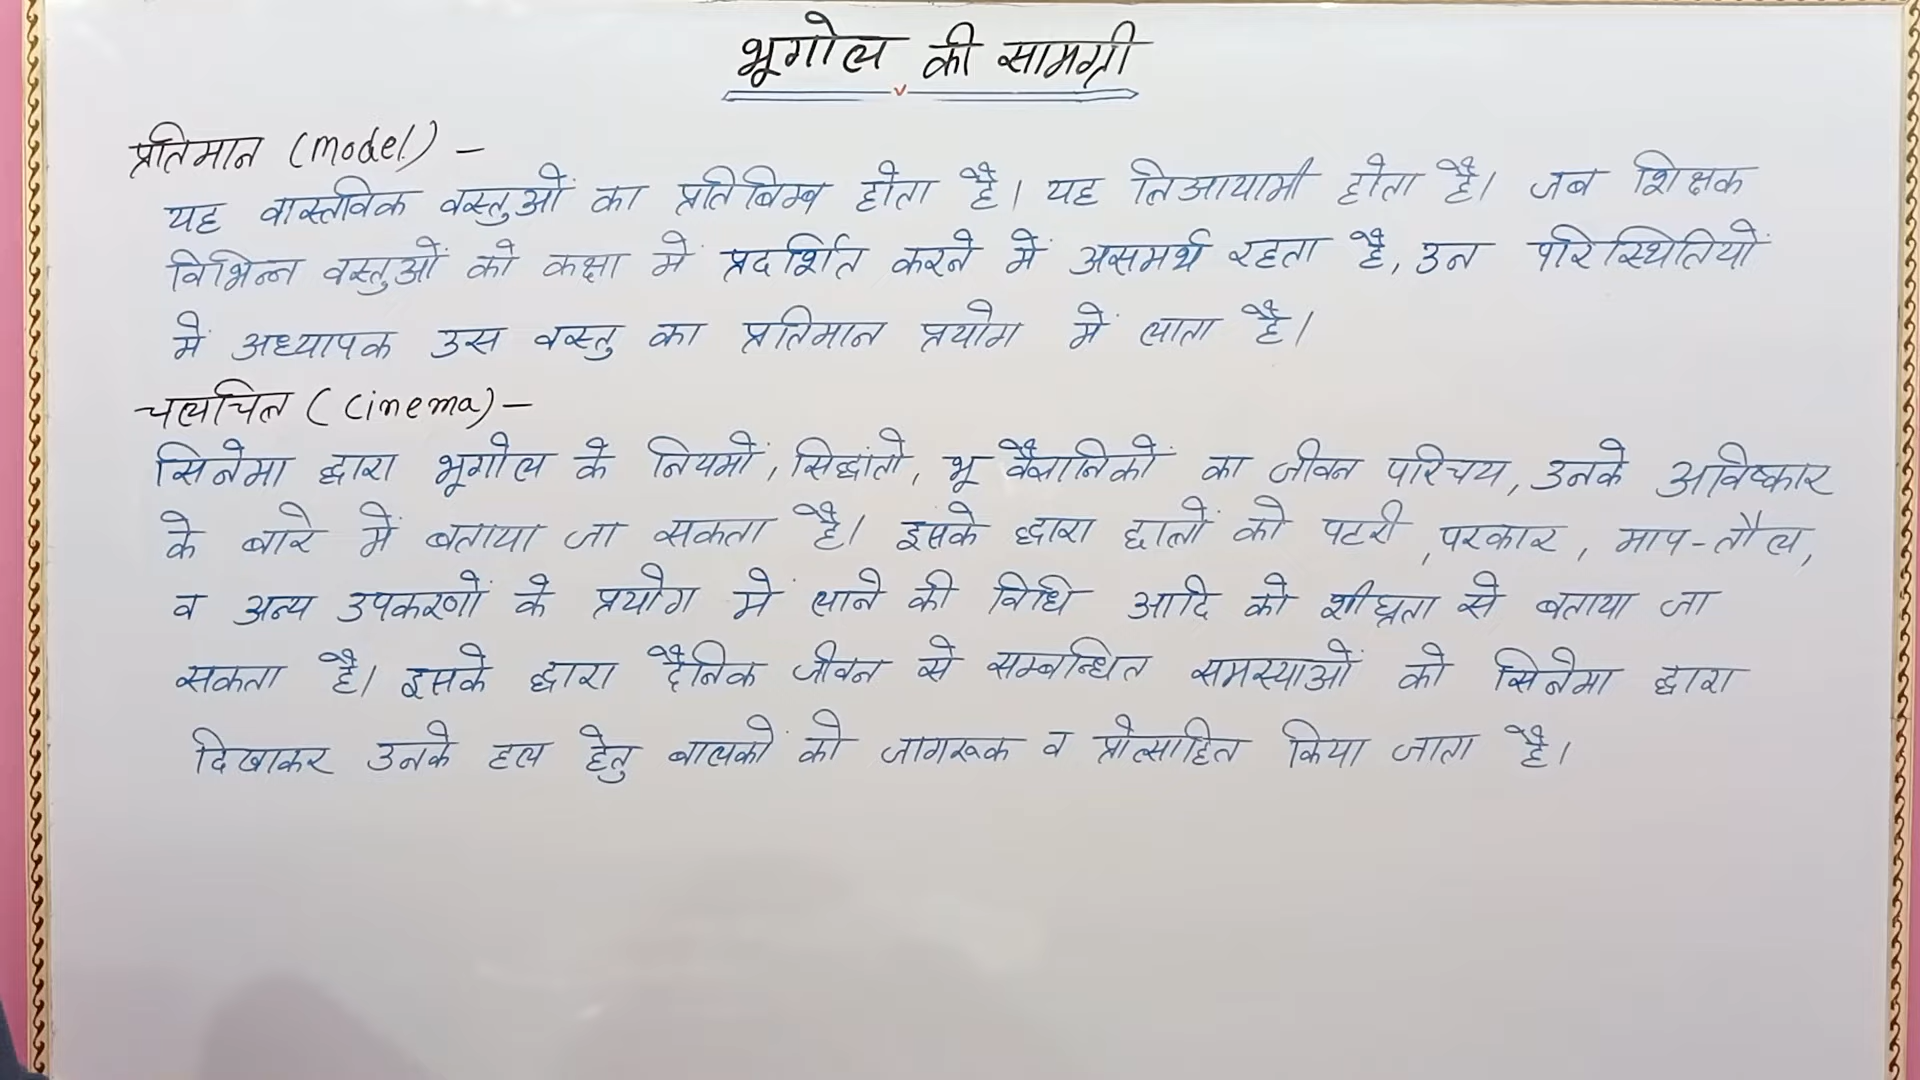 भूगोल की सामग्री
प्रतिमान (model) -
यह वास्तविक वस्तुओं का प्रतिबिम्ब होता है। यह त्रिआयामी होता है। जब शिक्षक
विभिन्न वस्तुओं को कक्षा में प्रदर्शित करने में असमर्थ रहता है, उन परिस्थितियों
में अध्यापक उस वस्तु का प्रतिमान प्रयोग में लाता है।
चलचित्र (Cinema) -
सिनेमा द्वारा भूगोल के नियमों, सिद्धांतो, भू वैज्ञानिकों का जीवन परिचय, उनके अविष्कार
के बारे में बताया जा सकता है। इसके द्वारा छात्रों को पटरी, परकार, माप-तौल,
व अन्य उपकरणों के प्रयोग में लाने की विधि आदि को शीघ्रता से बताया जा
सकता है। इसके द्वारा दैनिक जीवन से सम्बन्धित समस्याओं को सिनेमा द्वारा
दिखाकर उनके हल हेतु बालकों को जागरूक व प्रोत्साहित किया जाता है।